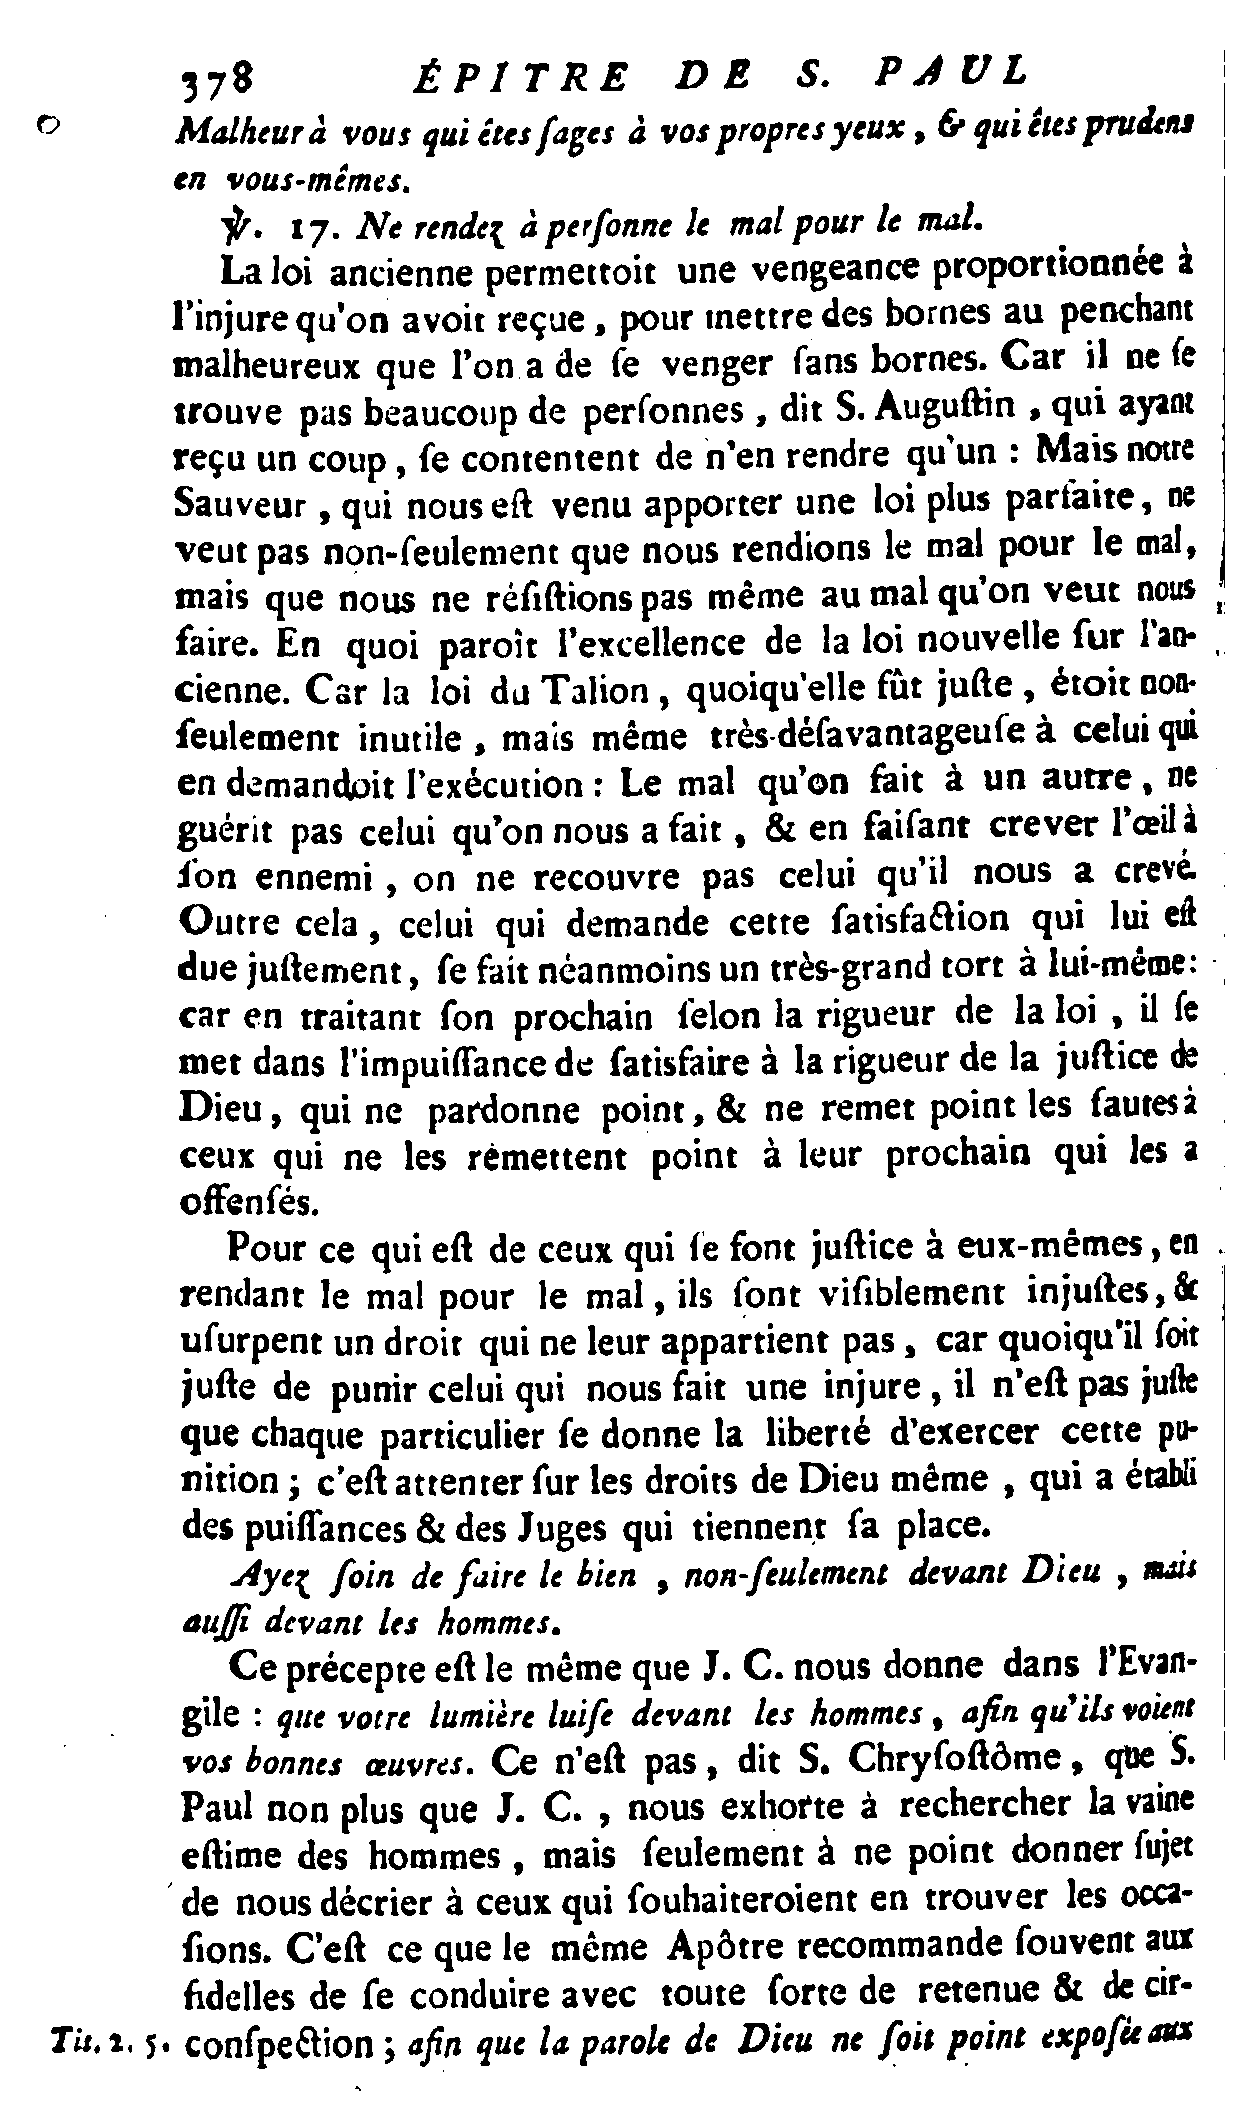 378 ÉPITRE DE S. PAUL
Malheur à vous qui êtes ſages à vos propres yeux, & qui êtes prudens
en vous-mêmes.
℣. 17. Ne rendez à perſonne le mal pour le mal.
La loi ancienne permettoit une vengeance proportionnée à
l'injure qu'on avoit reçue, pour mettre des bornes au penchant
malheureux que l'on a de ſe venger ſans bornes. Car il ne ſe
trouve pas beaucoup de perſonnes, dit S. Auguſtin, qui ayant
reçu un coup, ſe contentent de n'en rendre qu'un : Mais notre
Sauveur, qui nous eſt venu apporter une loi plus parfaite, ne
veut pas non-ſeulement que nous rendions le mal pour le mal,
mais que nous ne réſiſtions pas même au mal qu'on veut nous
faire. En quoi paroît l'excellence de la loi nouvelle ſur l'an-
cienne. Car la loi du Talion, quoiqu'elle fût juſte, étoit non-
ſeulement inutile, mais même très-déſavantageuſe à celui qui
en demandoit l'exécution : Le mal qu'on fait à un autre, ne
guérit pas celui qu'on nous a fait, & en faiſant crever l'œil à
ſon ennemi, on ne recouvre pas celui qu'il nous a crevé.
Outre cela, celui qui demande cette ſatisfaction qui lui eſt
due juſtement, ſe fait néanmoins un très-grand tort à lui-même:
car en traitant ſon prochain ſelon la rigueur de la loi, il ſe
met dans l'impuiſſance de ſatisfaire à la rigueur de la juſtice de
Dieu, qui ne pardonne point, & ne remet point les fautes à
ceux qui ne les remettent point à leur prochain qui les a
offenſés.
Pour ce qui eſt de ceux qui ſe font juſtice à eux-mêmes, en
rendant le mal pour le mal, ils ſont viſiblement injuſtes, &
uſurpent un droit qui ne leur appartient pas, car quoiqu'il ſoit
juſte de punir celui qui nous fait une injure, il n'eſt pas juſte
que chaque particulier ſe donne la liberté d'exercer cette pu-
nition ; c'eſt attenter ſur les droits de Dieu même, qui a établi
des puiſſances & des Juges qui tiennent ſa place.
Ayez ſoin de faire le bien, non-ſeulement devant Dieu, mais
auſſi devant les hommes.
Ce précepte eſt le même que J. C. nous donne dans l'Evan-
gile : que votre lumière luiſe devant les hommes, afin qu'ils voient
vos bonnes œuvres. Ce n'eſt pas, dit S. Chryſoſtôme, que S.
Paul non plus que J. C., nous exhorte à rechercher la vaine
eſtime des hommes, mais ſeulement à ne point donner ſujet
de nous décrier à ceux qui ſouhaiteroient en trouver les occa-
ſions. C'eſt ce que le même Apôtre recommande ſouvent aux
fidelles de ſe conduire avec toute ſorte de retenue & de cir-
Tit. 2. 5. conſpection ; afin que la parole de Dieu ne ſoit point expoſée aux